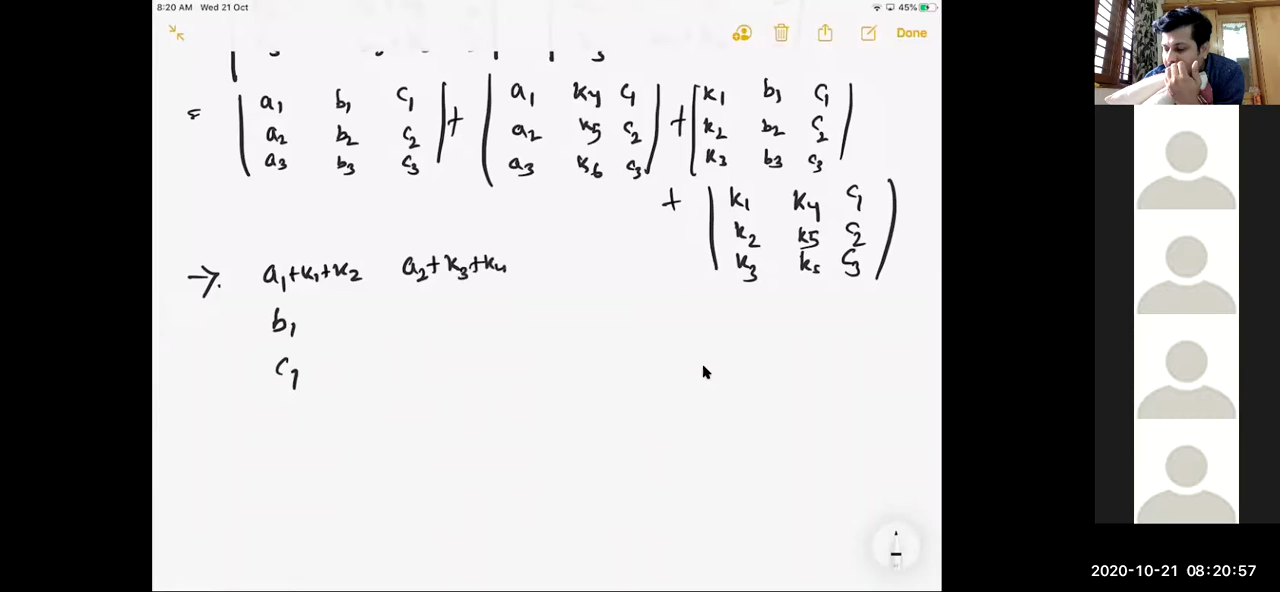 8:20 AM Wed 21 Oct
45%
Done
= | a1 b1 c1 | + | a1 k4 c1 | + | k1 b1 c1 |
a2 b2 c2 a2 k5 c2 k2 b2 c2
a3 b3 c3 a3 k6 c3 k3 b3 c3
+ | k1 k4 c1 |
k2 k5 c2
k3 k5 c3
→ a1+k1+k2 a2+k3+k4
b1
c1
2020-10-21 08:20:57